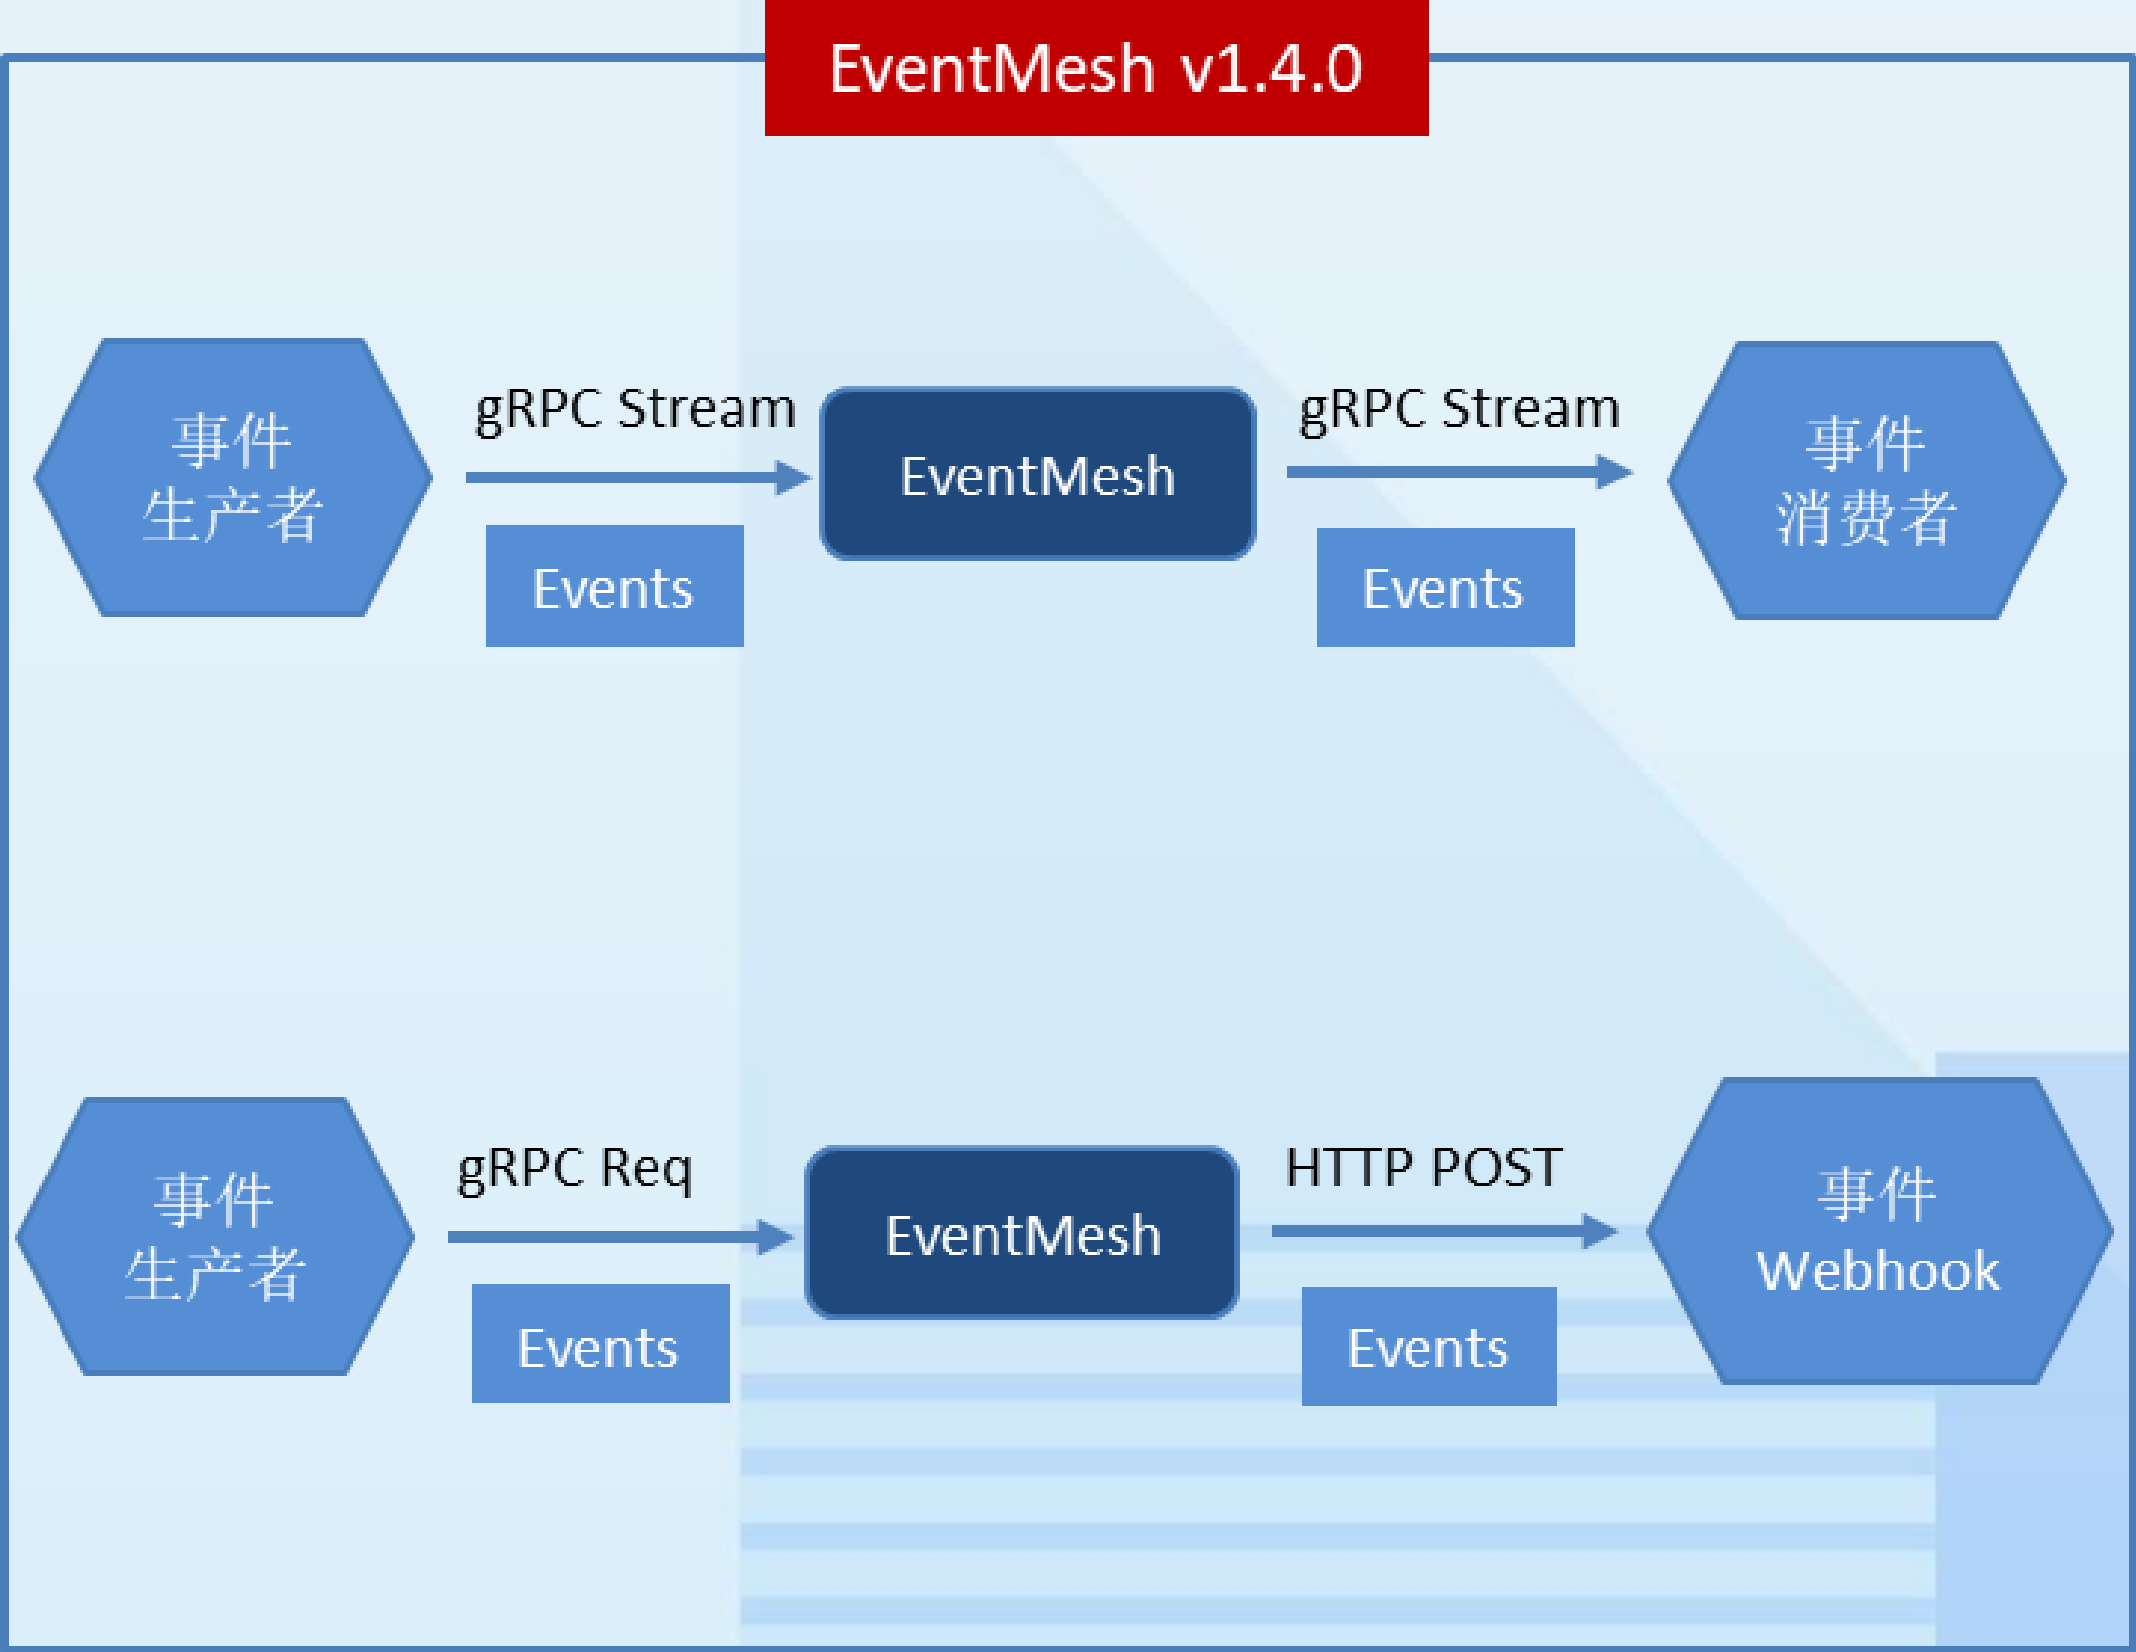 EventMesh v1.4.0
事件
生产者
gRPC Stream
Events
EventMesh
gRPC Stream
Events
事件
消费者
事件
生产者
gRPC Req
Events
EventMesh
HTTP POST
Events
事件
Webhook